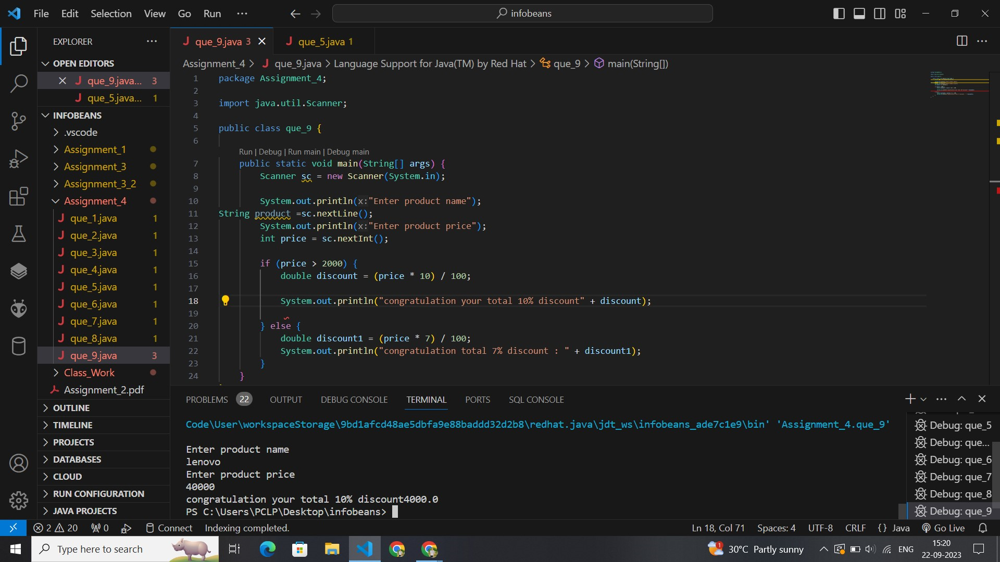 File Edit Selection View Go Run ···
infobeans
EXPLORER ···
OPEN EDITORS
que_9.java... 3
que_5.java... 1
INFOBEANS
.vscode
Assignment_1
Assignment_3
Assignment_3_2
Assignment_4
que_1.java 1
que_2.java 1
que_3.java 1
que_4.java 1
que_5.java 1
que_6.java 1
que_7.java 1
que_8.java 1
que_9.java 3
Class_Work
Assignment_2.pdf
OUTLINE
TIMELINE
PROJECTS
DATABASES
CLOUD
RUN CONFIGURATION
JAVA PROJECTS
que_9.java 3
que_5.java 1
Assignment_4 > que_9.java > Language Support for Java(TM) by Red Hat > que_9 > main(String[])
1 package Assignment_4;
2
3 import java.util.Scanner;
4
5 public class que_9 {
6
Run | Debug | Run main | Debug main
7 public static void main(String[] args) {
8 Scanner sc = new Scanner(System.in);
9
10 System.out.println(x:"Enter product name");
11 String product =sc.nextLine();
12 System.out.println(x:"Enter product price");
13 int price = sc.nextInt();
14
15 if (price > 2000) {
16 double discount = (price * 10) / 100;
17
18 System.out.println("congratulation your total 10% discount" + discount);
19
20 } else {
21 double discount1 = (price * 7) / 100;
22 System.out.println("congratulation total 7% discount : " + discount1);
23 }
24 }
PROBLEMS 22 OUTPUT DEBUG CONSOLE TERMINAL PORTS SQL CONSOLE
Code\User\workspaceStorage\9bd1afcd48ae5dbfa9e88baddd32d2b8\redhat.java\jdt_ws\infobeans_ade7c1e9\bin' 'Assignment_4.que_9'
Enter product name
lenovo
Enter product price
40000
congratulation your total 10% discount4000.0
PS C:\Users\PCLP\Desktop\infobeans>
Debug: que_5
Debug: que...
Debug: que_6
Debug: que_7
Debug: que_8
Debug: que_9
2 20 0 Connect Indexing completed.
Ln 18, Col 71 Spaces: 4 UTF-8 CRLF {} Java Go Live
Type here to search
1 30°C Partly sunny ENG
15:20
22-09-2023